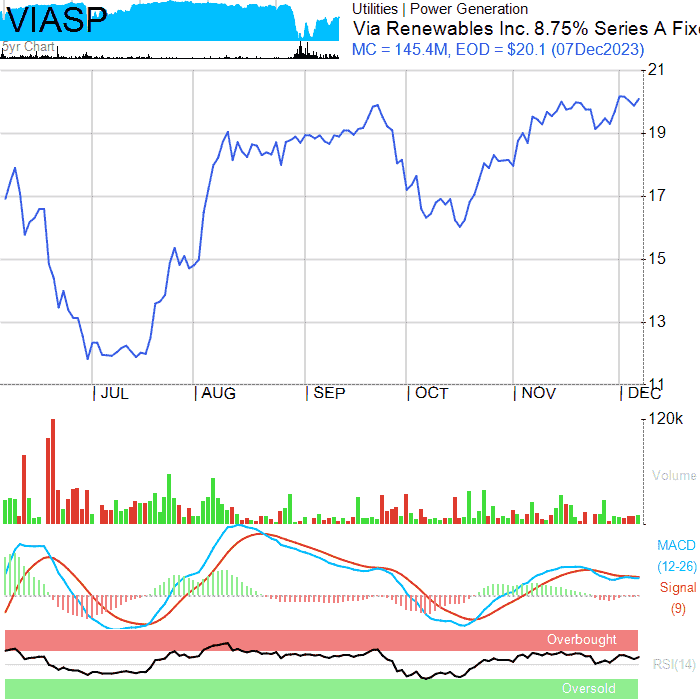 VIASP
5yr Chart
Utilities | Power Generation
Via Renewables Inc. 8.75% Series A Fixe
MC = 145.4M, EOD = $20.1 (07Dec2023)
21
19
17
15
13
11
JUL AUG SEP OCT NOV DEC
120k
Volume
MACD
(12-26)
Signal
(9)
Overbought
RSI(14)
Oversold